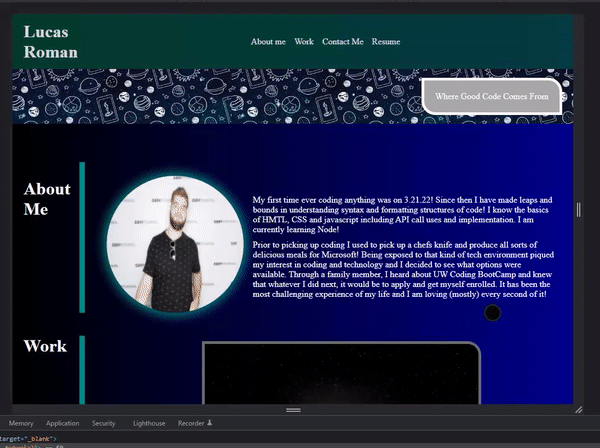 Lucas
Roman
About me Work Contact Me Resume
Where Good Code Comes From
About
Me
My first time ever coding anything was on 3.21.22! Since then I have made leaps and
bounds in understanding syntax and formatting structures of code! I know the basics
of HMTL, CSS and javascript including API call uses and implementation. I am
currently learning Node!
Prior to picking up coding I used to pick up a chefs knife and produce all sorts of
delicious meals for Microsoft! Being exposed to that kind of tech environment piqued
my interest in coding and technology and I decided to see what options were
available. Through a family member, I heard about UW Coding BootCamp and knew
that whatever I did next, it would be to apply and get myself enrolled. It has been the
most challenging experience of my life and I am loving (mostly) every second of it!
Work
Memory Application Security Lighthouse Recorder
target="_blank">